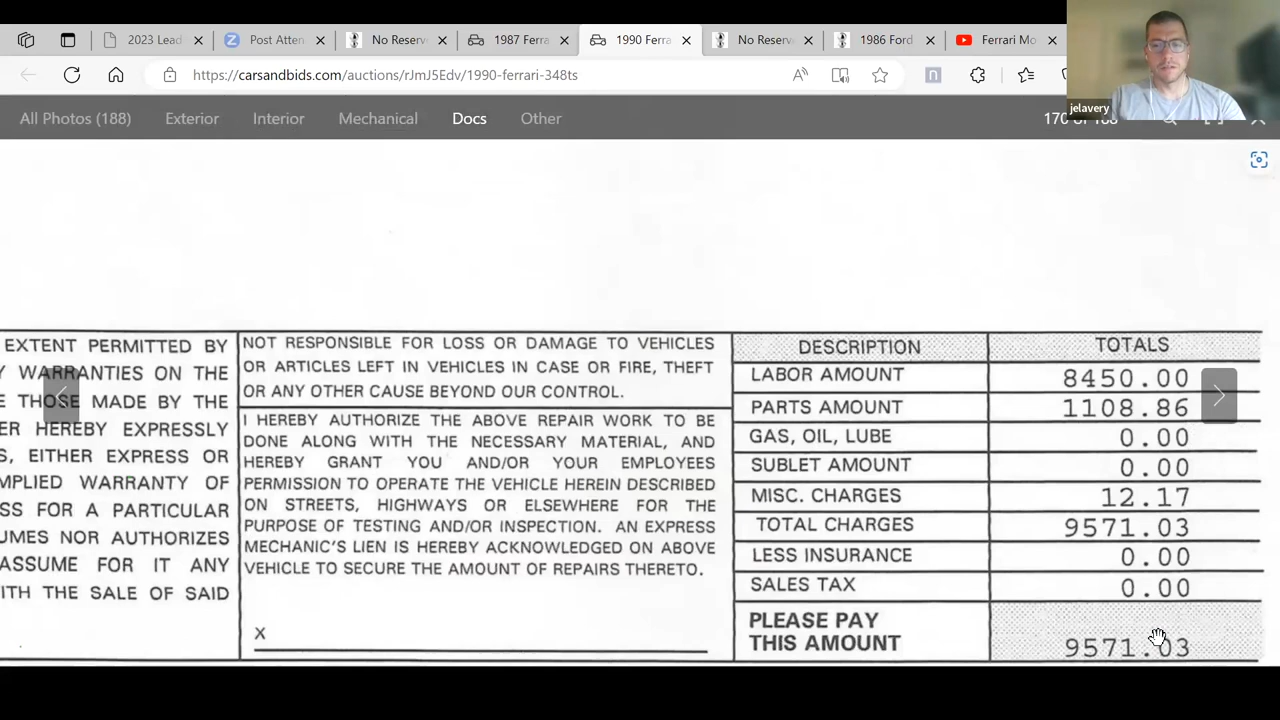 2023 Lead
Post Atten
No Reserv
1987 Ferra
1990 Ferra
No Reserv
1986 Ford
Ferrari Mo
https://carsandbids.com/auctions/rJmJ5Edv/1990-ferrari-348ts
jelavery
All Photos (188)
Exterior
Interior
Mechanical
Docs
Other
EXTENT PERMITTED BY
WARRANTIES ON THE
THOSE MADE BY THE
ER HEREBY EXPRESSLY
S, EITHER EXPRESS OR
MPLIED WARRANTY OF
SS FOR A PARTICULAR
UMES NOR AUTHORIZES
ASSUME FOR IT ANY
ITH THE SALE OF SAID
NOT RESPONSIBLE FOR LOSS OR DAMAGE TO VEHICLES
OR ARTICLES LEFT IN VEHICLES IN CASE OR FIRE, THEFT
OR ANY OTHER CAUSE BEYOND OUR CONTROL.
I HEREBY AUTHORIZE THE ABOVE REPAIR WORK TO BE
DONE ALONG WITH THE NECESSARY MATERIAL, AND
HEREBY GRANT YOU AND/OR YOUR EMPLOYEES
PERMISSION TO OPERATE THE VEHICLE HEREIN DESCRIBED
ON STREETS, HIGHWAYS OR ELSEWHERE FOR THE
PURPOSE OF TESTING AND/OR INSPECTION. AN EXPRESS
MECHANIC'S LIEN IS HEREBY ACKNOWLEDGED ON ABOVE
VEHICLE TO SECURE THE AMOUNT OF REPAIRS THERETO.
X
DESCRIPTION TOTALS
LABOR AMOUNT 8450.00
PARTS AMOUNT 1108.86
GAS, OIL, LUBE 0.00
SUBLET AMOUNT 0.00
MISC. CHARGES 12.17
TOTAL CHARGES 9571.03
LESS INSURANCE 0.00
SALES TAX 0.00
PLEASE PAY
THIS AMOUNT 9571.03